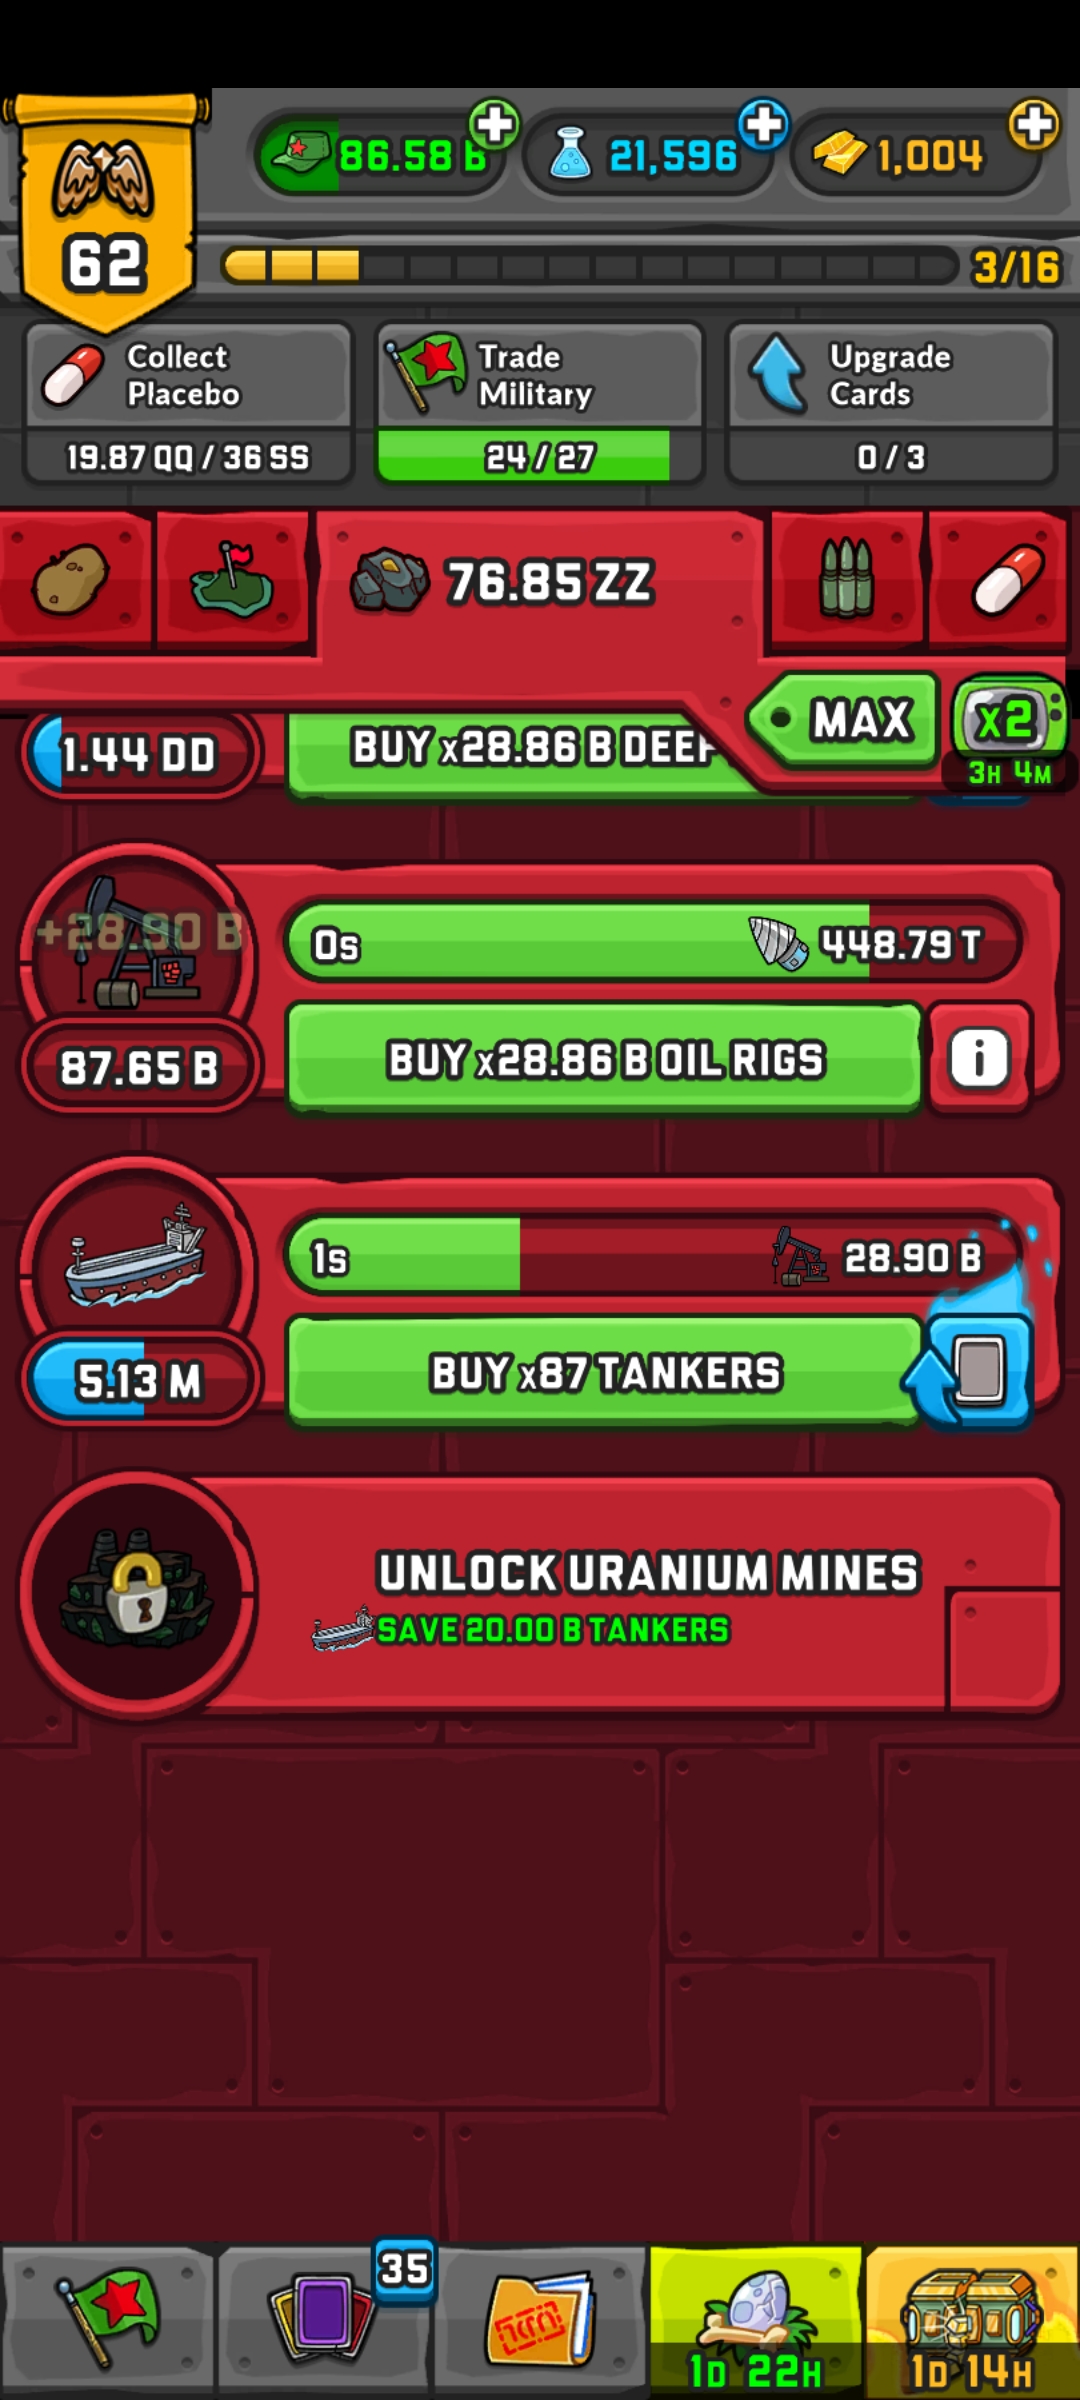 86.58 B
21,596
1,004
62
3/16
Collect
Placebo
Trade
Military
Upgrade
Cards
19.87 QQ / 36 SS
24 / 27
0 / 3
76.85 ZZ
MAX
x2
3H 4M
1.44 DD
BUY x28.86 B DEEP
+28.90 B
0s
448.79 T
87.65 B
BUY x28.86 B OIL RIGS
i
1s
28.90 B
5.13 M
BUY x87 TANKERS
UNLOCK URANIUM MINES
SAVE 20.00 B TANKERS
35
1D 22H
1D 14H